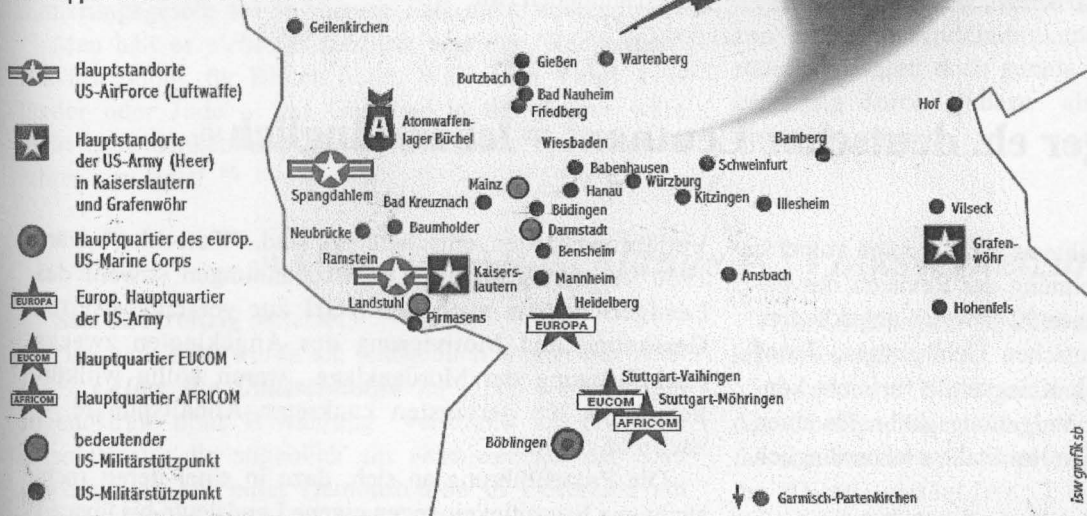 Geilenkirchen
Hauptstandorte
US-AirForce (Luftwaffe)
Hauptstandorte
der US-Army (Heer)
in Kaiserslautern
und Grafenwöhr
Hauptquartier des europ.
US-Marine Corps
EUROPA
Europ. Hauptquartier
der US-Army
EUCOM
Hauptquartier EUCOM
AFRICOM
Hauptquartier AFRICOM
bedeutender
US-Militärstützpunkt
US-Militärstützpunkt
A
Atomwaffen-
lager Büchel
Spangdahlem
Gießen
Wartenberg
Butzbach
Bad Nauheim
Friedberg
Hof
Wiesbaden
Bamberg
Babenhausen
Schweinfurt
Mainz
Hanau
Würzburg
Bad Kreuznach
Büdingen
Kitzingen
Illesheim
Vilseck
Neubrücke
Baumholder
Darmstadt
Bensheim
Grafen-
wöhr
Ramstein
Kaisers-
lautern
Mannheim
Ansbach
Landstuhl
Pirmasens
Heidelberg
EUROPA
Hohenfels
Stuttgart-Vaihingen
EUCOM
Stuttgart-Möhringen
AFRICOM
Böblingen
Garmisch-Partenkirchen
isw grafik sb